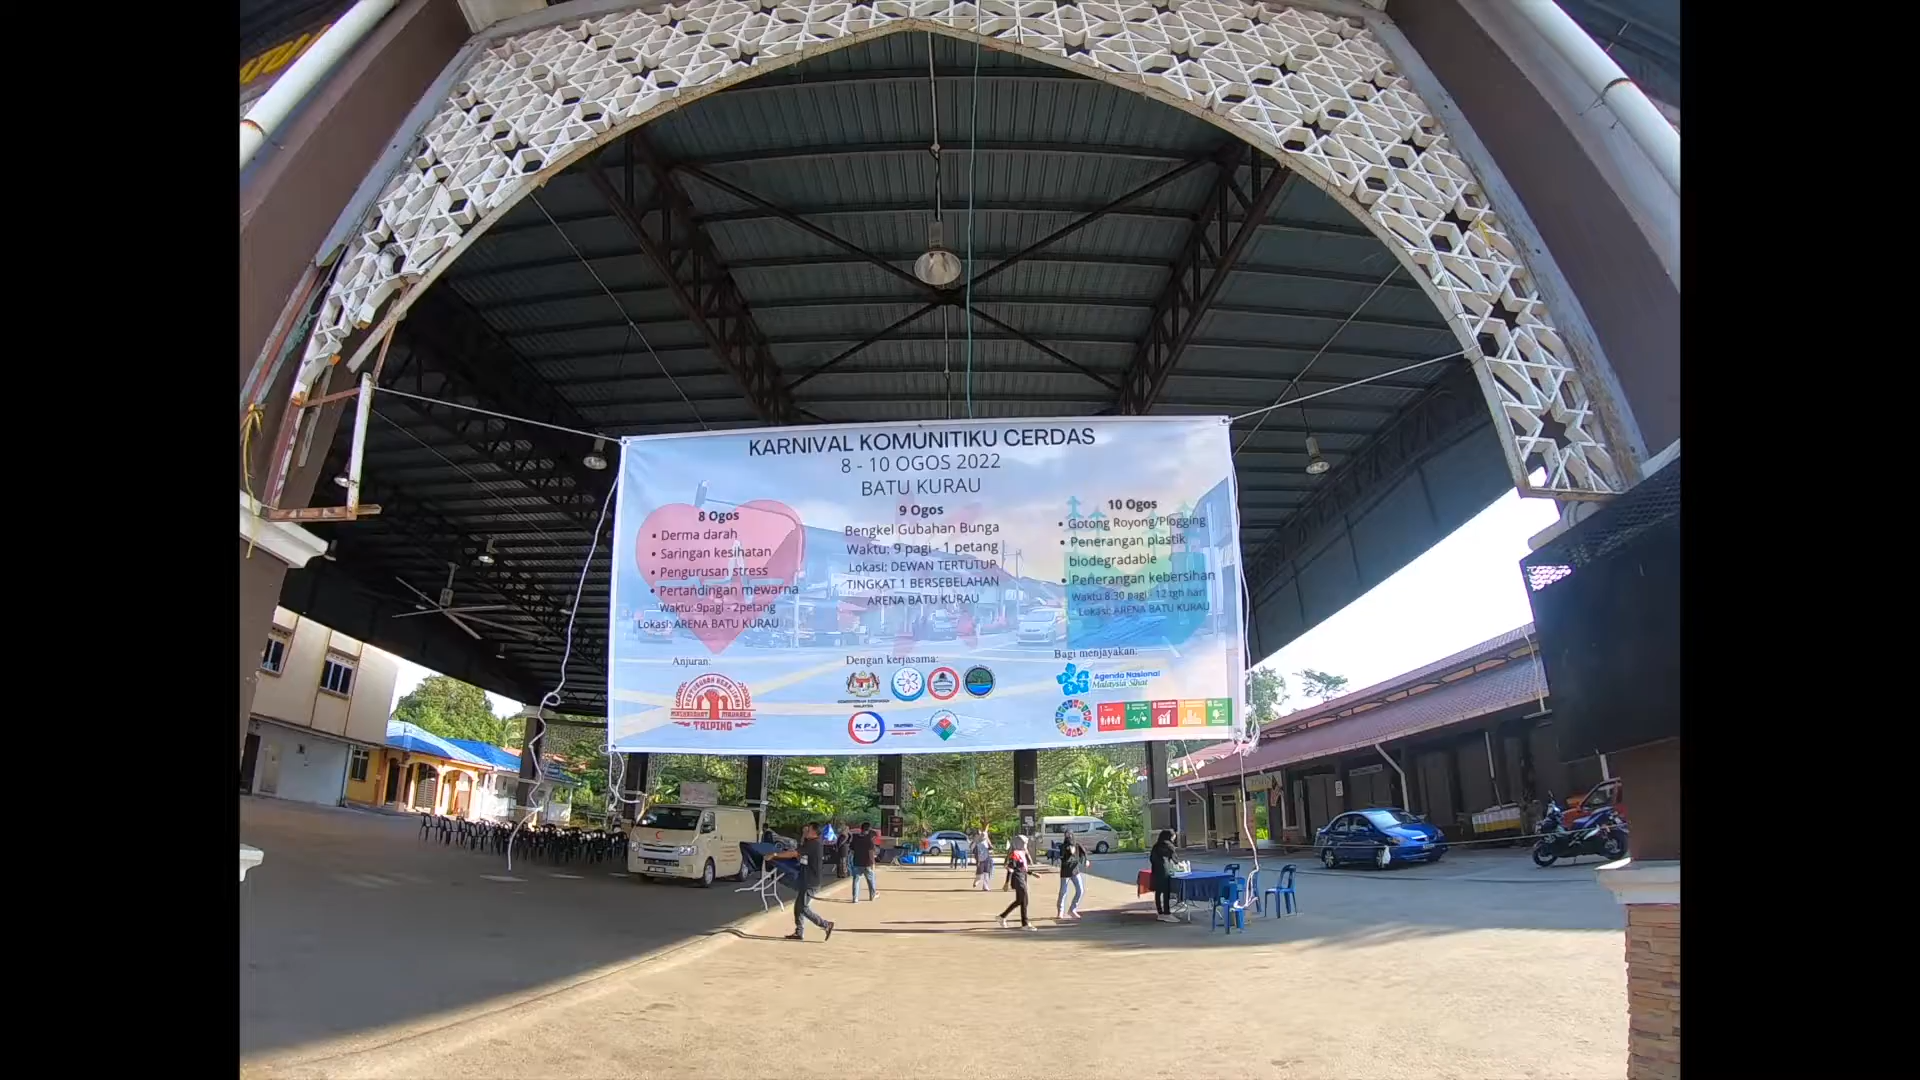 KARNIVAL KOMUNITIKU CERDAS
8 - 10 OGOS 2022
BATU KURAU
8 Ogos
• Derma darah
• Saringan kesihatan
• Pengurusan stress
• Pertandingan mewarna
Waktu: 9pagi - 2petang
Lokasi: ARENA BATU KURAU
9 Ogos
Bengkel Gubahan Bunga
Waktu: 9 pagi - 1 petang
Lokasi: DEWAN TERTUTUP
TINGKAT 1 BERSEBELAHAN
ARENA BATU KURAU
10 Ogos
• Gotong Royong/Plogging
• Penerangan plastik
biodegradable
• Penerangan kebersihan
Waktu 8.30 pagi - 12 tgh hari
Lokasi: ARENA BATU KURAU
Anjuran:
TAIPING
Dengan kerjasama:
KPJ
Bagi menjayakan:
Agenda Nasional
Malaysia Sihat